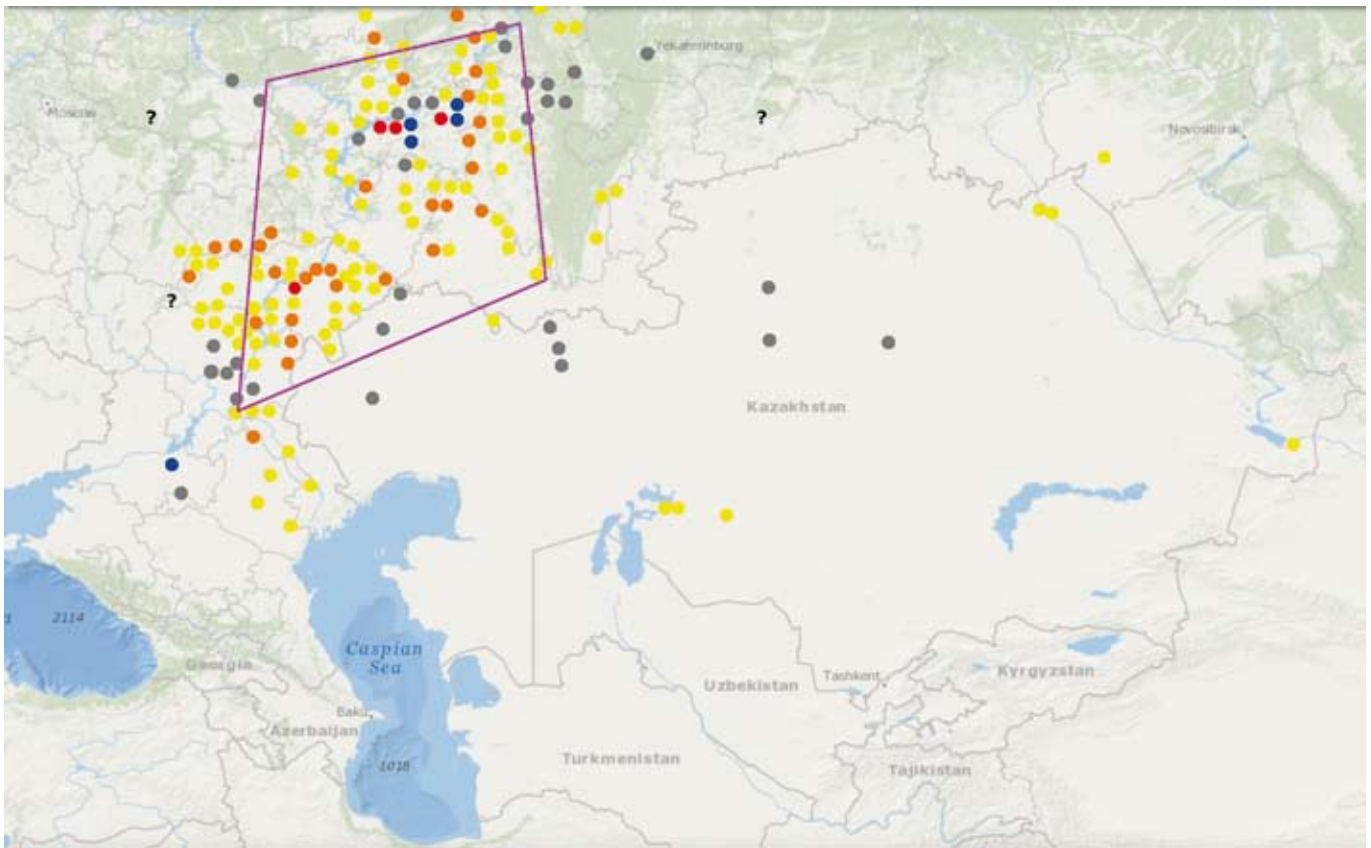 Yekaterinburg
Moscow
?
?
Novosibirsk
?
Kazakhstan
2114
Georgia
Caspian
Sea
Kyrgyzstan
Tashkent
Uzbekistan
Baku
Azerbaijan
Turkmenistan
1018
Tajikistan